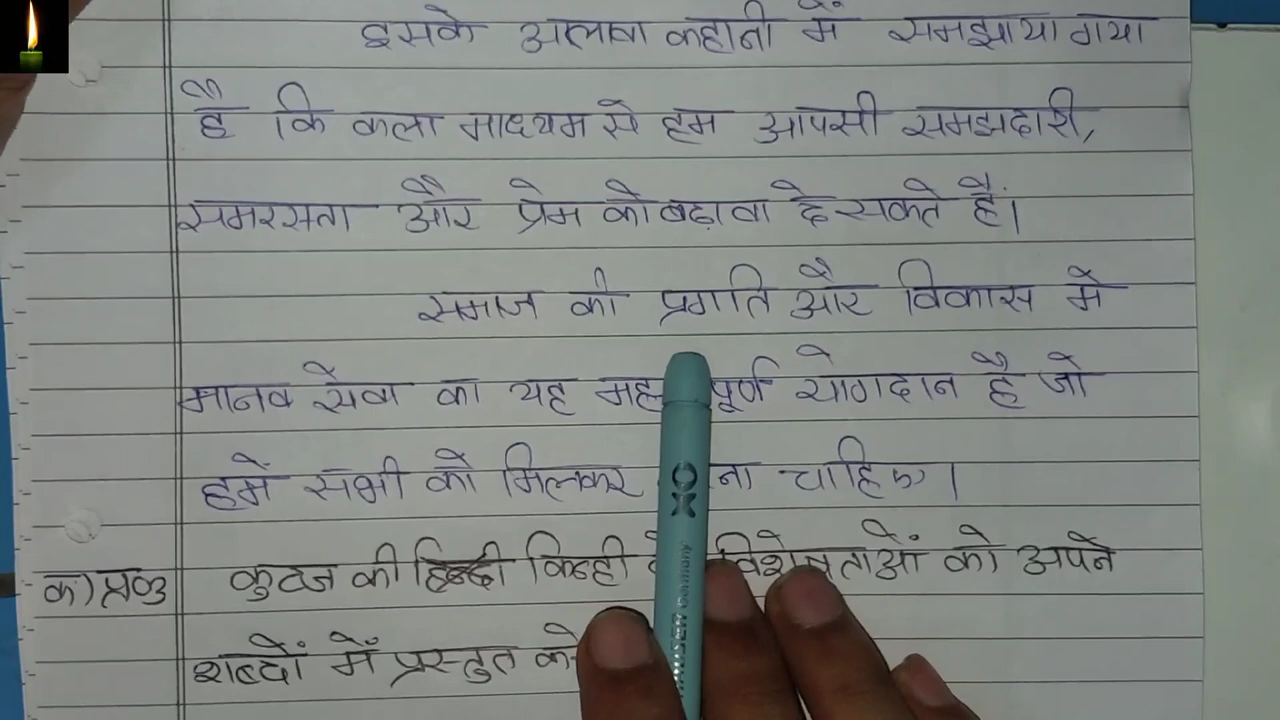 इसके अलावा कहानी में समझाया गया
है कि कला माध्यम से हम आपसी समझदारी,
समरसता और प्रेम को बढ़ावा दे सकते हैं।
समाज की प्रगति और विकास मे
मानव सेवा का यह पूर्ण योगदान है जो
हमें सभी को मिलकर ना चाहिए।
कुटज की हिन्दी किन्ही विशेषताओं को अपने
शब्दों में प्रस्तुत